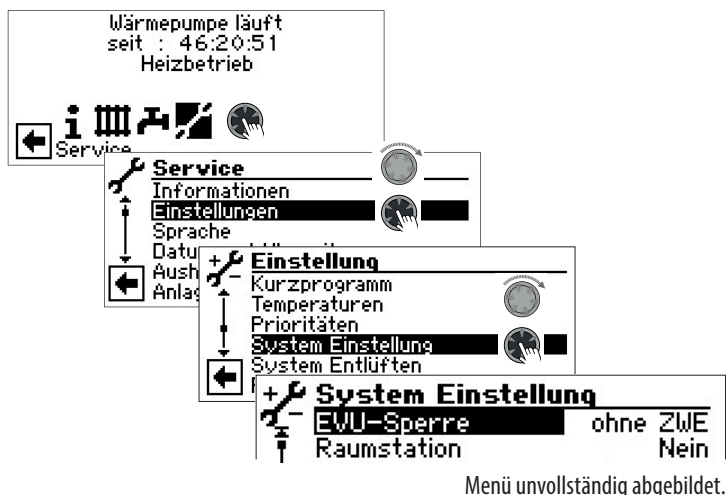 Wärmepumpe läuft
seit : 46:20:51
Heizbetrieb
Service
Service
Informationen
Einstellungen
Sprache
Einstellung
Kurzprogramm
Temperaturen
Prioritäten
System Einstellung
System Entlüften
System Einstellung
EVU-Sperre ohne ZWE
Raumstation Nein
Menü unvollständig abgebildet.